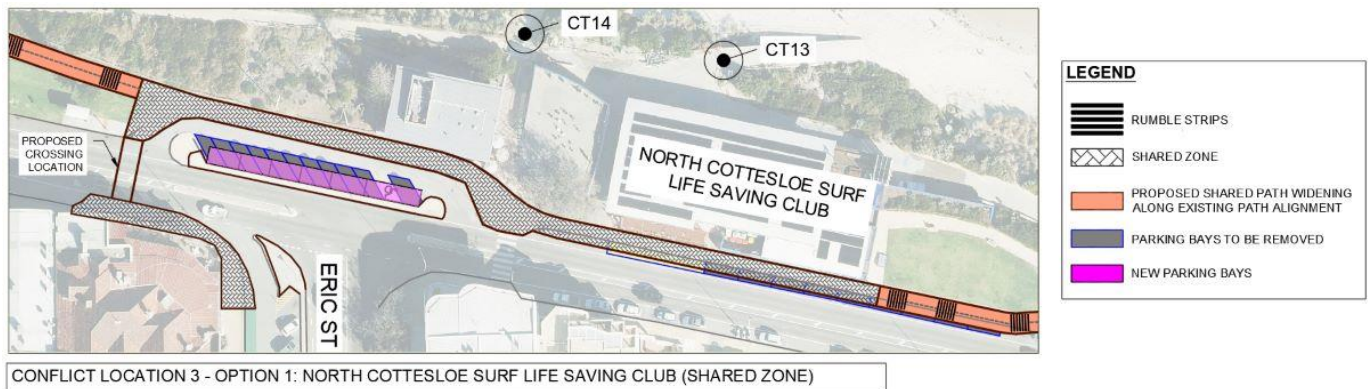 CT14
CT13
PROPOSED
CROSSING
LOCATION
NORTH COTTESLOE SURF
LIFE SAVING CLUB
ERIC ST
LEGEND
RUMBLE STRIPS
SHARED ZONE
PROPOSED SHARED PATH WIDENING
ALONG EXISTING PATH ALIGNMENT
PARKING BAYS TO BE REMOVED
NEW PARKING BAYS
CONFLICT LOCATION 3 - OPTION 1: NORTH COTTESLOE SURF LIFE SAVING CLUB (SHARED ZONE)